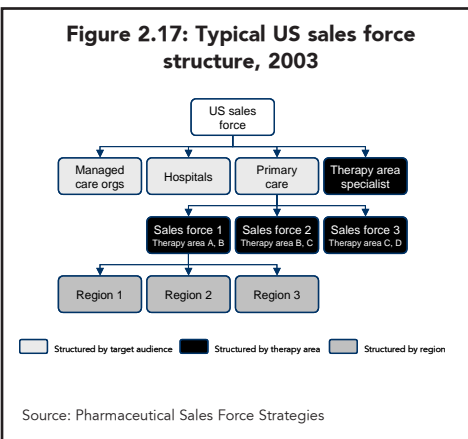 Figure 2.17: Typical US sales force
structure, 2003
US sales
force
Managed
care orgs
Hospitals
Primary
care
Therapy area
specialist
Sales force 1
Therapy area A, B
Sales force 2
Therapy area B, C
Sales force 3
Therapy area C, D
Region 1
Region 2
Region 3
Structured by target audience
Structured by therapy area
Structured by region
Source: Pharmaceutical Sales Force Strategies